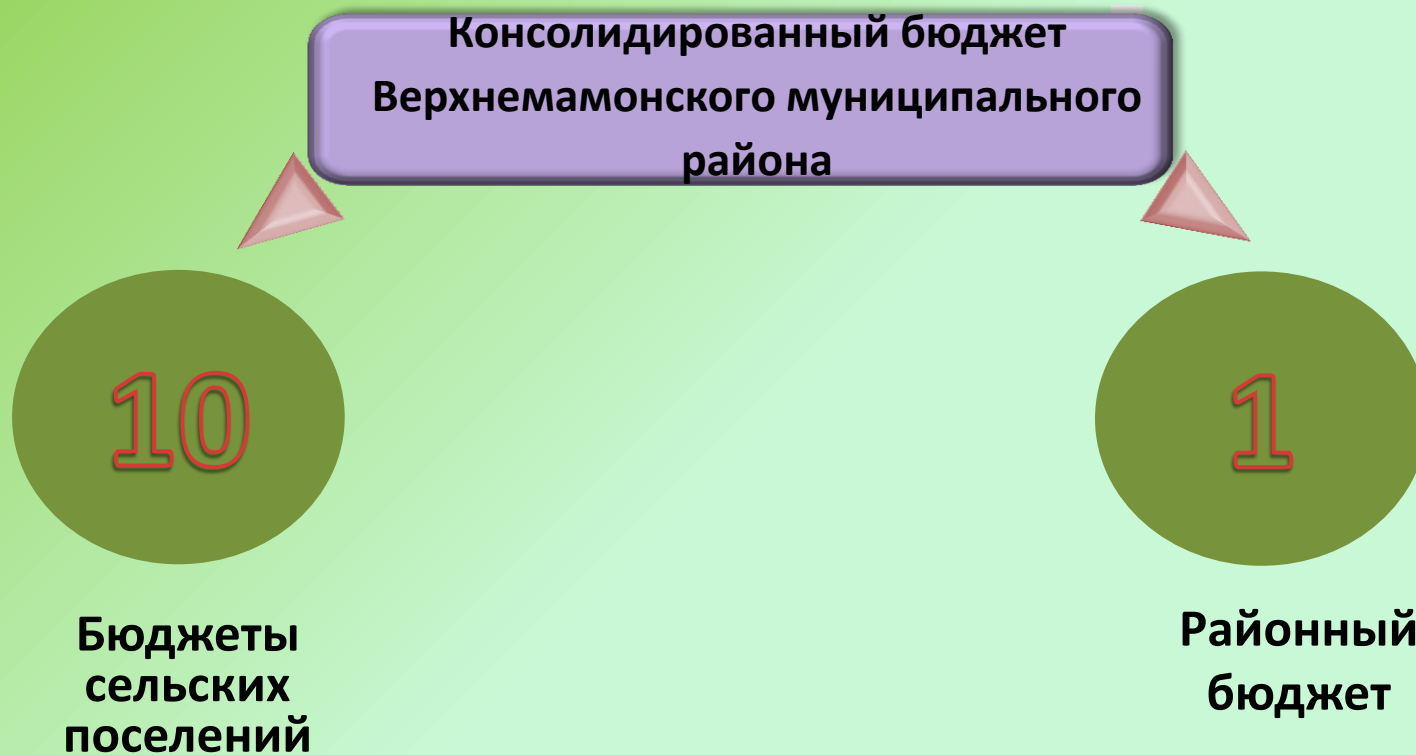 Консолидированный бюджет
Верхнемамонского муниципального
района
10
1
Бюджеты
сельских
поселений
Районный
бюджет